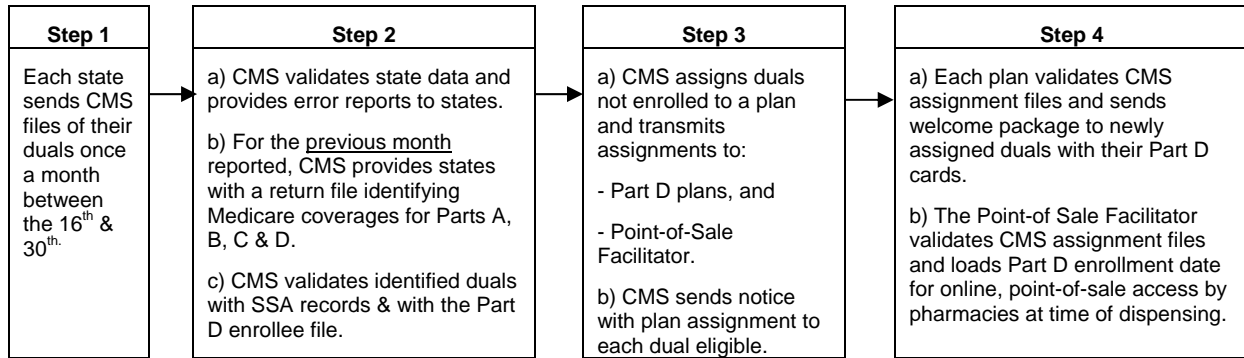 Step 1
Each state
sends CMS
files of their
duals once
a month
between
the 16th &
30th.
Step 2
a) CMS validates state data and
provides error reports to states.
b) For the previous month
reported, CMS provides states
with a return file identifying
Medicare coverages for Parts A,
B, C & D.
c) CMS validates identified duals
with SSA records & with the Part
D enrollee file.
Step 3
a) CMS assigns duals
not enrolled to a plan
and transmits
assignments to:
- Part D plans, and
- Point-of-Sale
Facilitator.
b) CMS sends notice
with plan assignment to
each dual eligible.
Step 4
a) Each plan validates CMS
assignment files and sends
welcome package to newly
assigned duals with their Part D
cards.
b) The Point-of Sale Facilitator
validates CMS assignment files
and loads Part D enrollment date
for online, point-of-sale access by
pharmacies at time of dispensing.